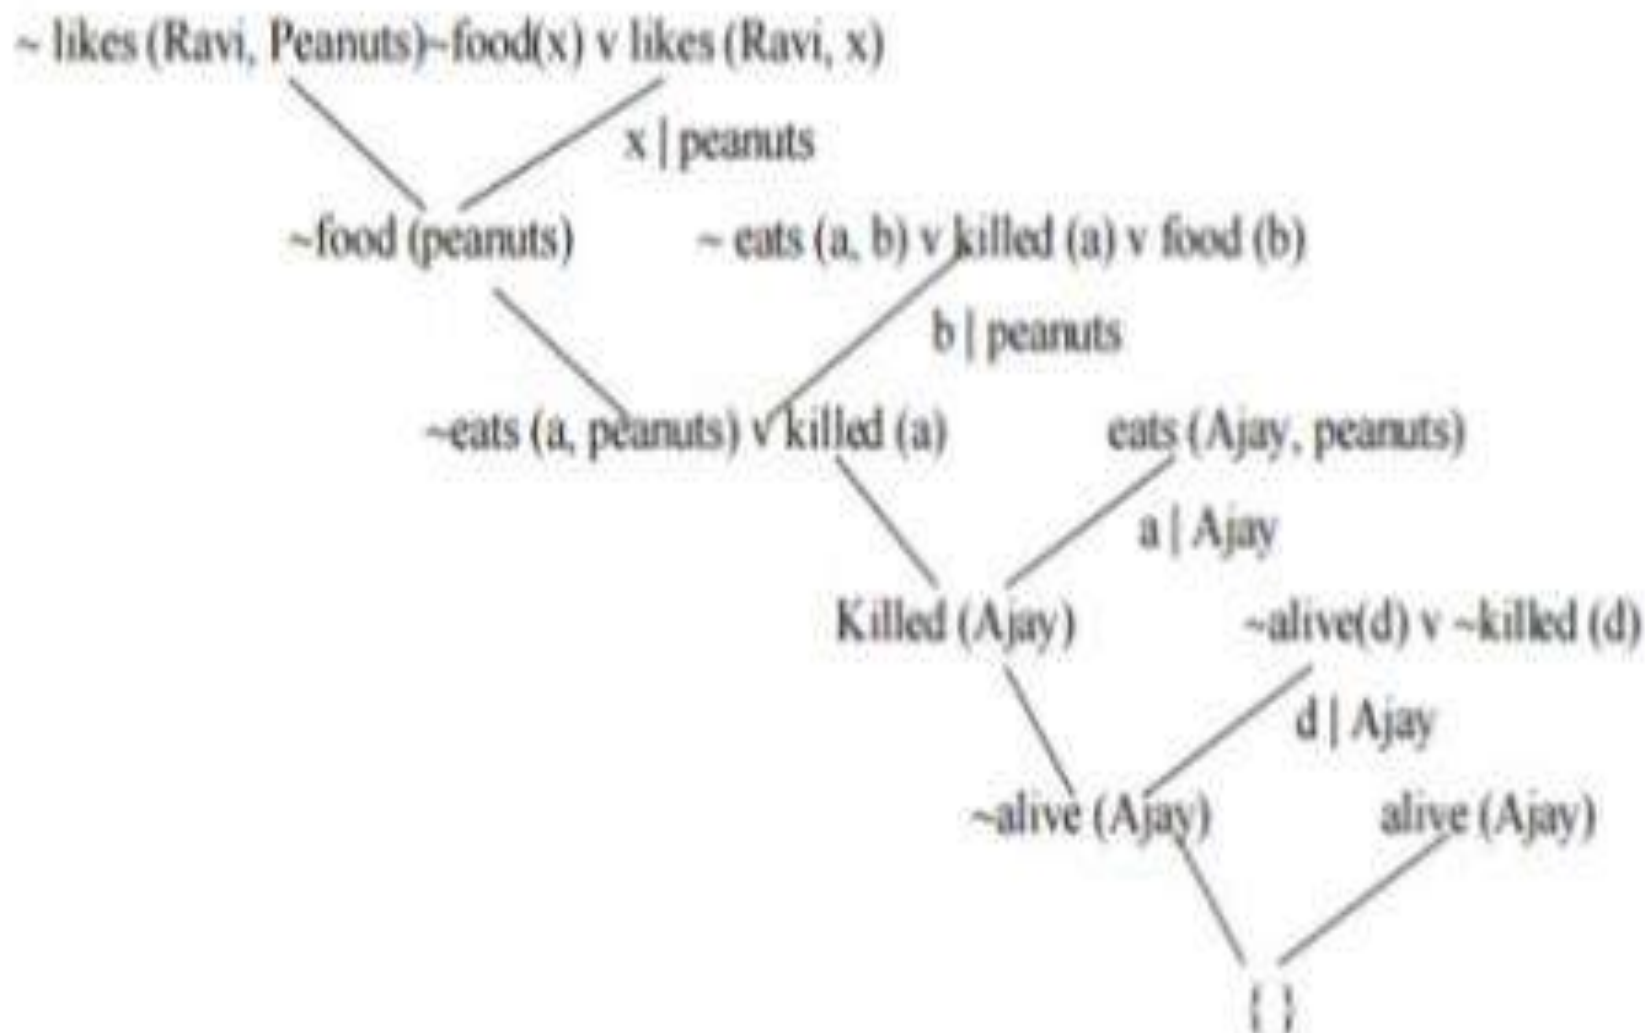 ~ likes (Ravi, Peanuts) ~food(x) v likes (Ravi, x)
x | peanuts
~food (peanuts) ~ eats (a, b) v killed (a) v food (b)
b | peanuts
~eats (a, peanuts) v killed (a) eats (Ajay, peanuts)
a | Ajay
Killed (Ajay) ~alive(d) v ~killed (d)
d | Ajay
~alive (Ajay) alive (Ajay)
{ }